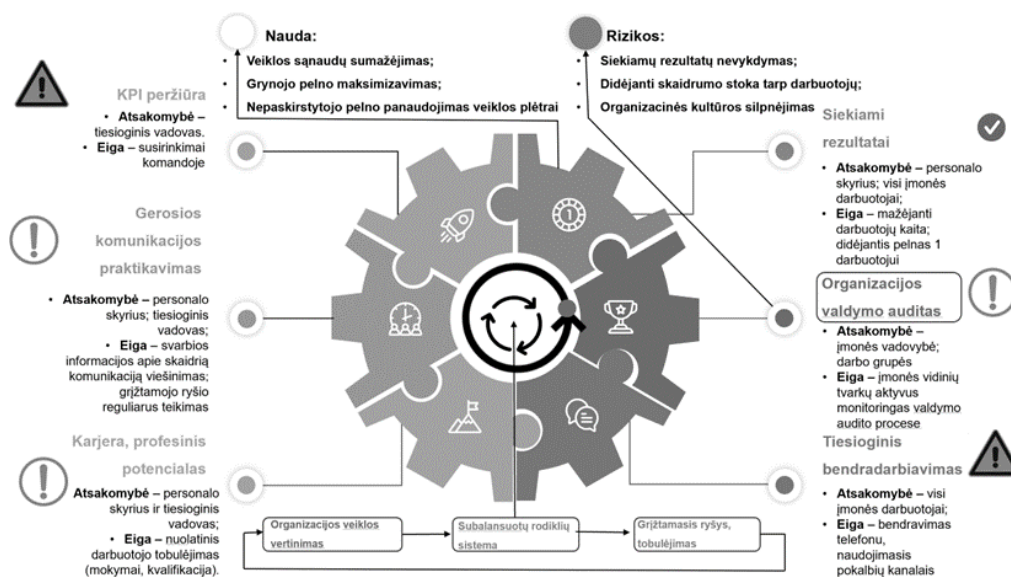 Nauda:
• Veiklos sąnaudų sumažėjimas;
• Grynojo pelno maksimizavimas;
• Nepaskirstytojo pelno panaudojimas veiklos plėtrai
Rizikos:
• Siekiamų rezultatų nevykdymas;
• Didėjanti skaidrumo stoka tarp darbuotojų;
• Organizacinės kultūros silpnėjimas
KPI peržiūra
• Atsakomybė –
tiesioginis vadovas.
• Eiga – susirinkimai
komandoje
Gerosios
komunikacijos
praktikavimas
• Atsakomybė – personalo
skyrius; tiesioginis
vadovas;
• Eiga – svarbios
informacijos apie skaidrią
komunikaciją viešinimas;
grįžtamojo ryšio
reguliarus teikimas
Karjera, profesinis
potencialas
Atsakomybė – personalo
skyrius ir tiesioginis
vadovas;
• Eiga – nuolatinis
darbuotojo tobulėjimas
(mokymai, kvalifikacija).
1
Siekiami
rezultatai
• Atsakomybė – personalo
skyrius; visi įmonės
darbuotojai;
• Eiga – mažėjanti
darbuotojų kaita;
didėjantis pelnas 1
darbuotojui
Organizacijos
valdymo auditas
• Atsakomybė –
įmonės vadovybė;
darbo grupės
• Eiga – įmonės vidinių
tvarkų aktyvus
monitoringas valdymo
audito procese
Tiesioginis
bendradarbiavimas
• Atsakomybė – visi
įmonės darbuotojai;
• Eiga – bendravimas
telefonu,
naudojimasis
pokalbių kanalais
Organizacijos veiklos
vertinimas
Subalansuotų rodiklių
sistema
Grįžtamasis ryšys,
tobulėjimas